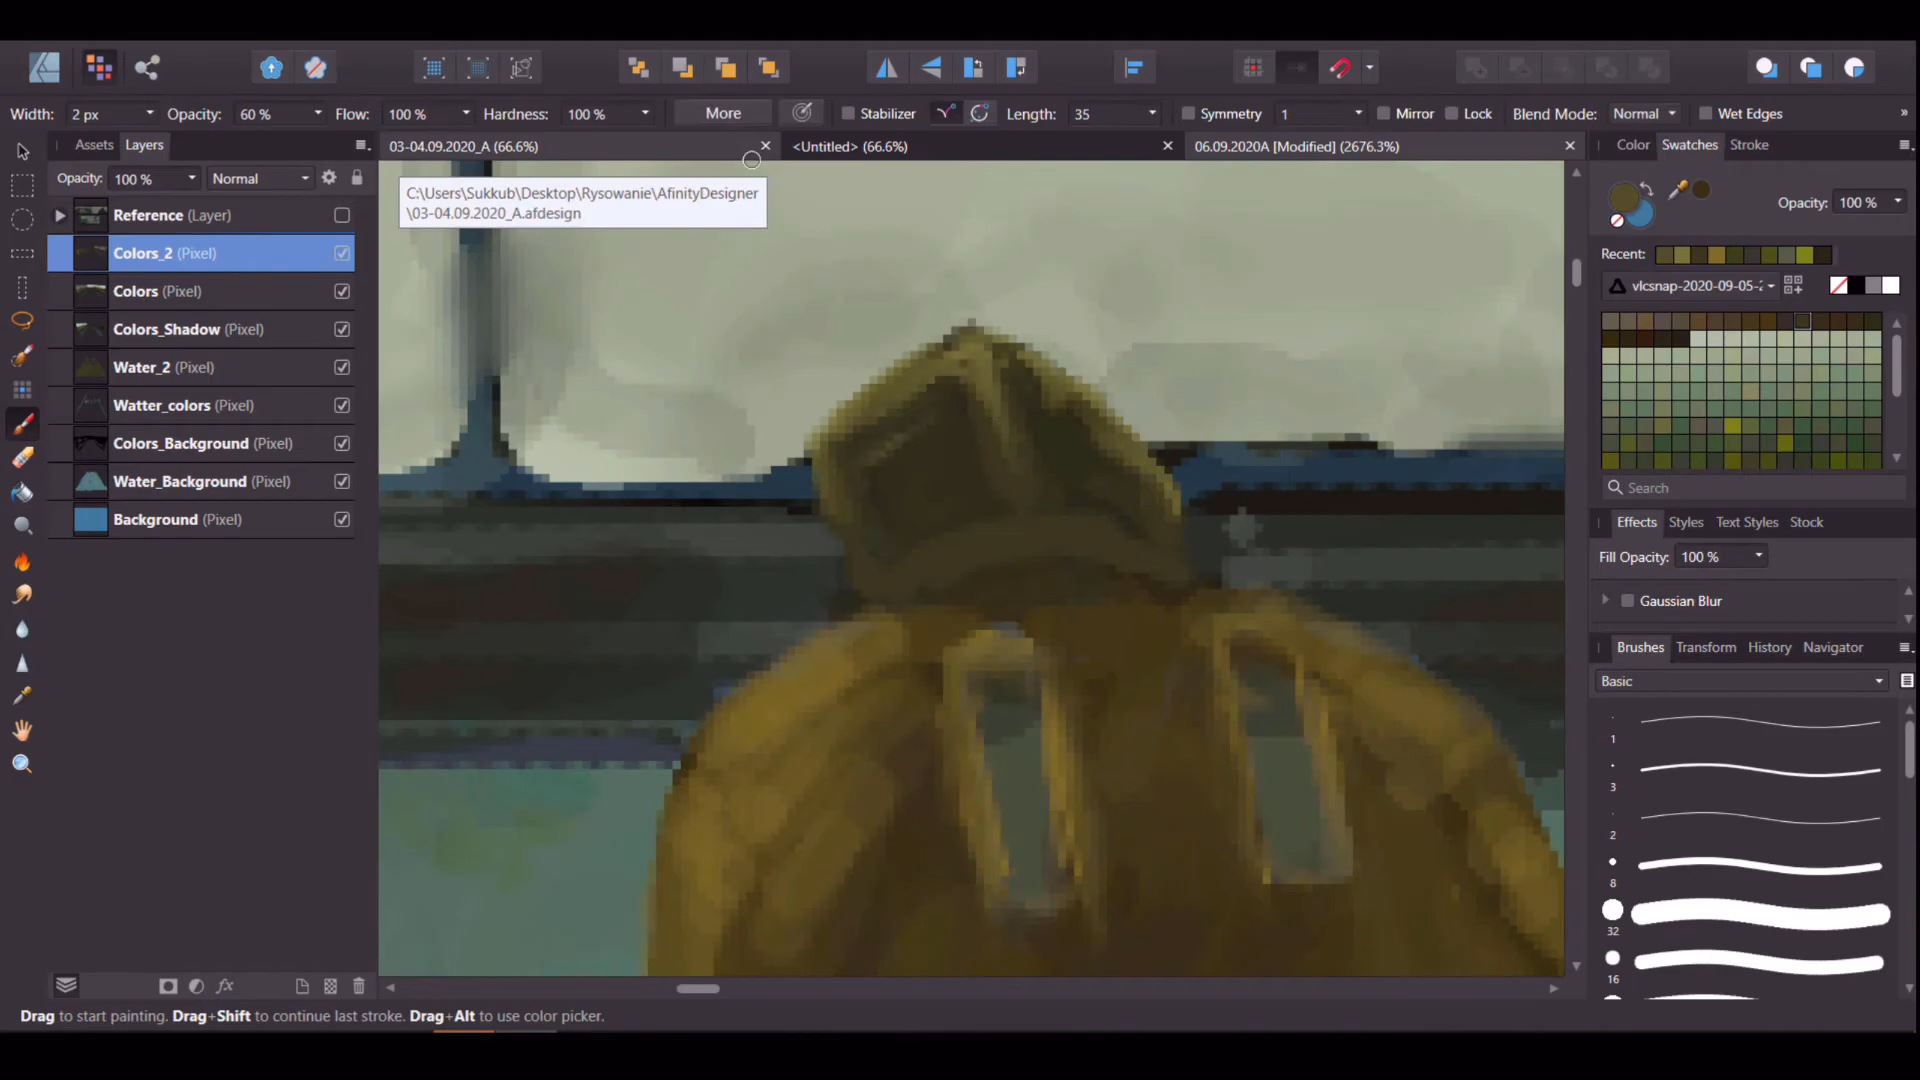 Width: 2 px Opacity: 60 % Flow: 100 % Hardness: 100 % More Stabilizer Length: 35 Symmetry 1 Mirror Lock Blend Mode: Normal Wet Edges »
Assets Layers
03-04.09.2020_A (66.6%)
<Untitled> (66.6%)
06.09.2020A [Modified] (2676.3%)
Color Swatches Stroke
Opacity: 100 % Normal
C:\Users\Sukkub\Desktop\Rysowanie\AfinityDesigner
\03-04.09.2020_A.afdesign
Opacity: 100 %
Reference (Layer)
Colors_2 (Pixel)
Recent:
Colors (Pixel)
vlcsnap-2020-09-05-2
Colors_Shadow (Pixel)
Water_2 (Pixel)
Watter_colors (Pixel)
Colors_Background (Pixel)
Water_Background (Pixel)
Search
Background (Pixel)
Effects Styles Text Styles Stock
Fill Opacity: 100 %
Gaussian Blur
Brushes Transform History Navigator
Basic
1
3
2
8
32
16
fx
Drag to start painting. Drag+Shift to continue last stroke. Drag+Alt to use color picker.